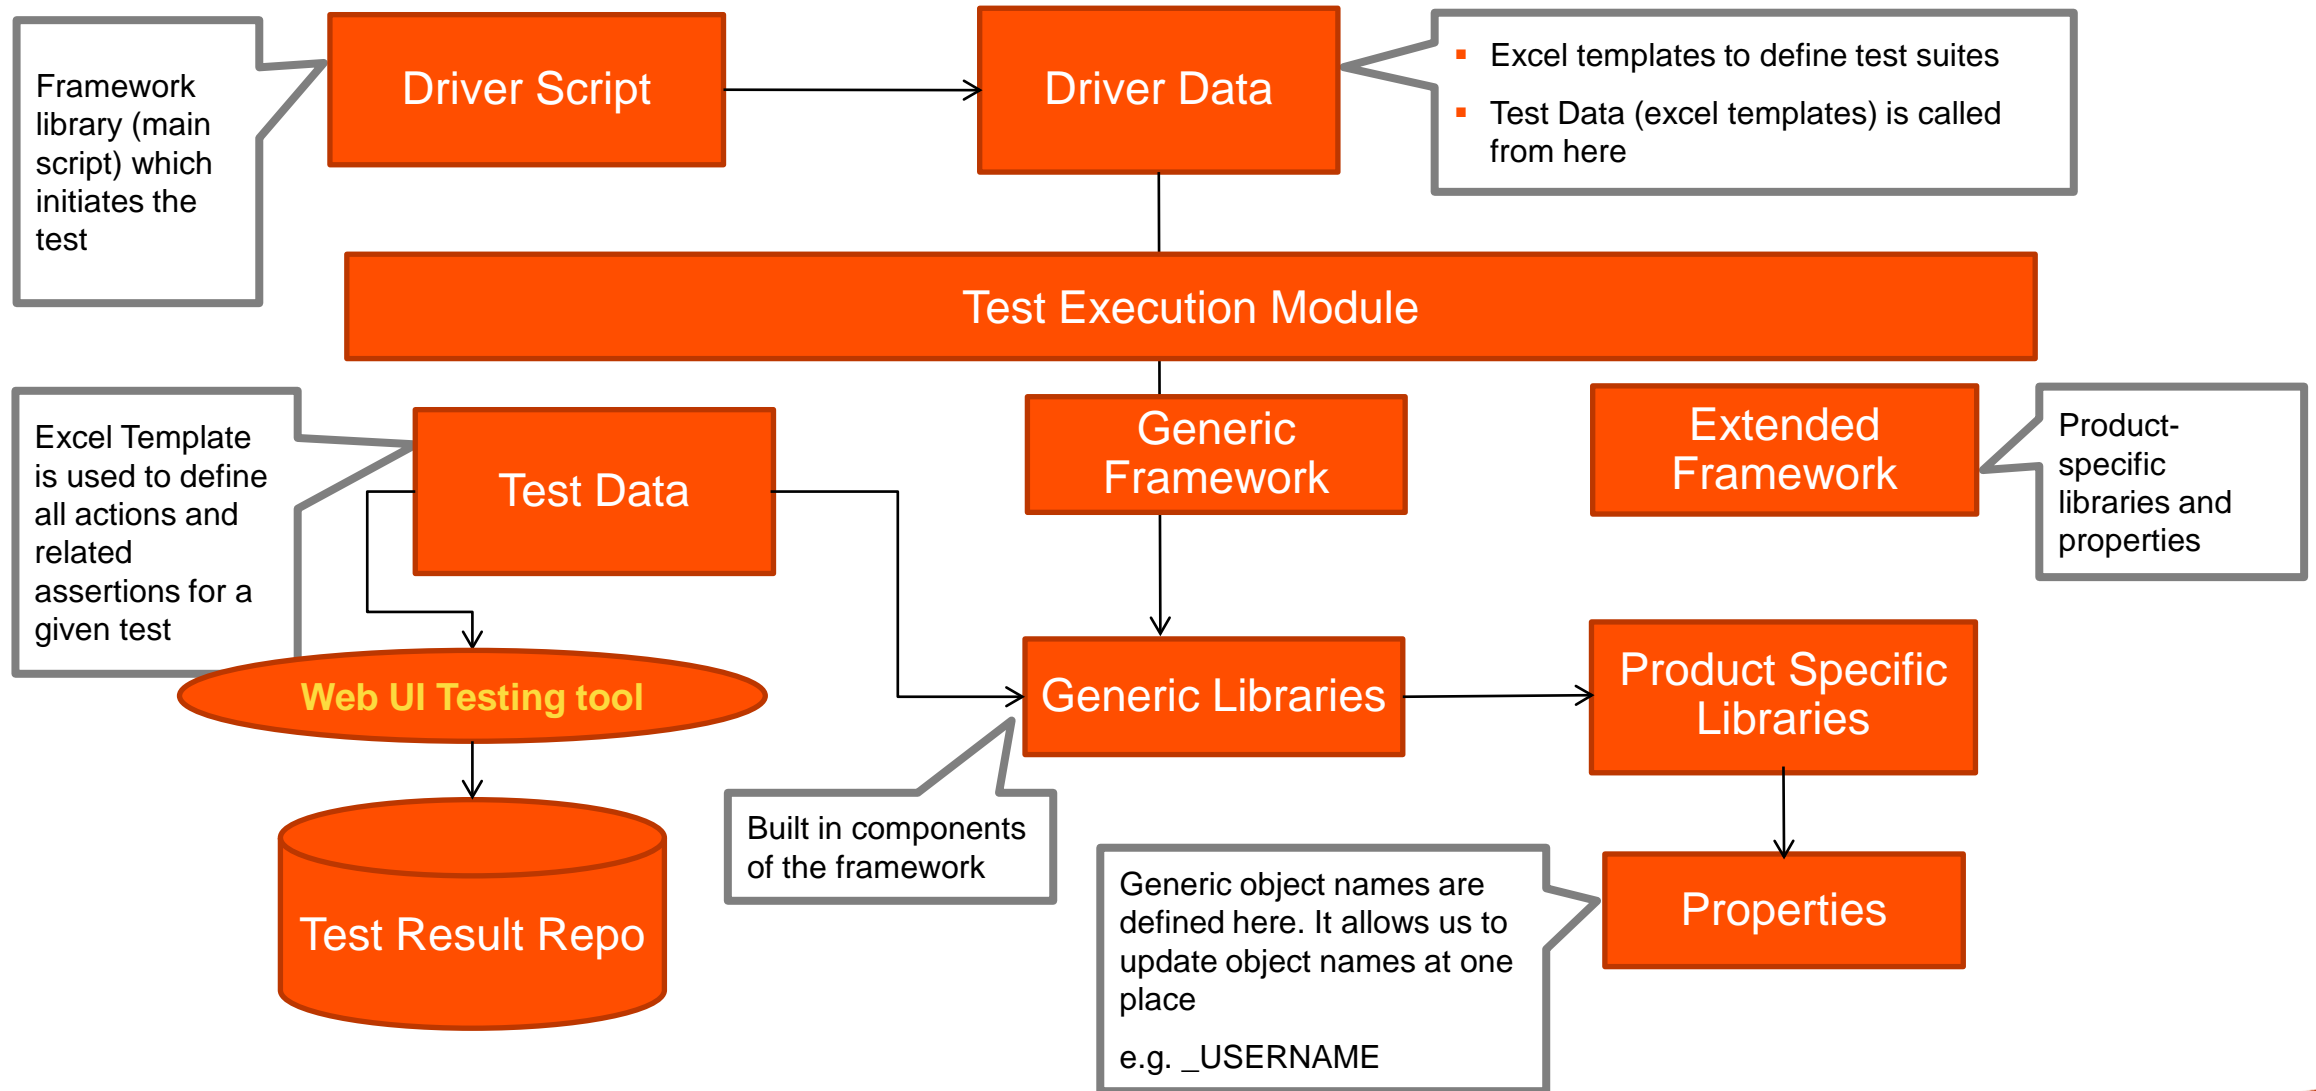 Framework
library (main
script) which
initiates the
test
Driver Script
Driver Data
▪ Excel templates to define test suites
▪ Test Data (excel templates) is called
from here
Test Execution Module
Excel Template
is used to define
all actions and
related
assertions for a
given test
Test Data
Generic
Framework
Extended
Framework
Product-
specific
libraries and
properties
Web UI Testing tool
Generic Libraries
Product Specific
Libraries
Test Result Repo
Built in components
of the framework
Generic object names are
defined here. It allows us to
update object names at one
place
e.g. _USERNAME
Properties